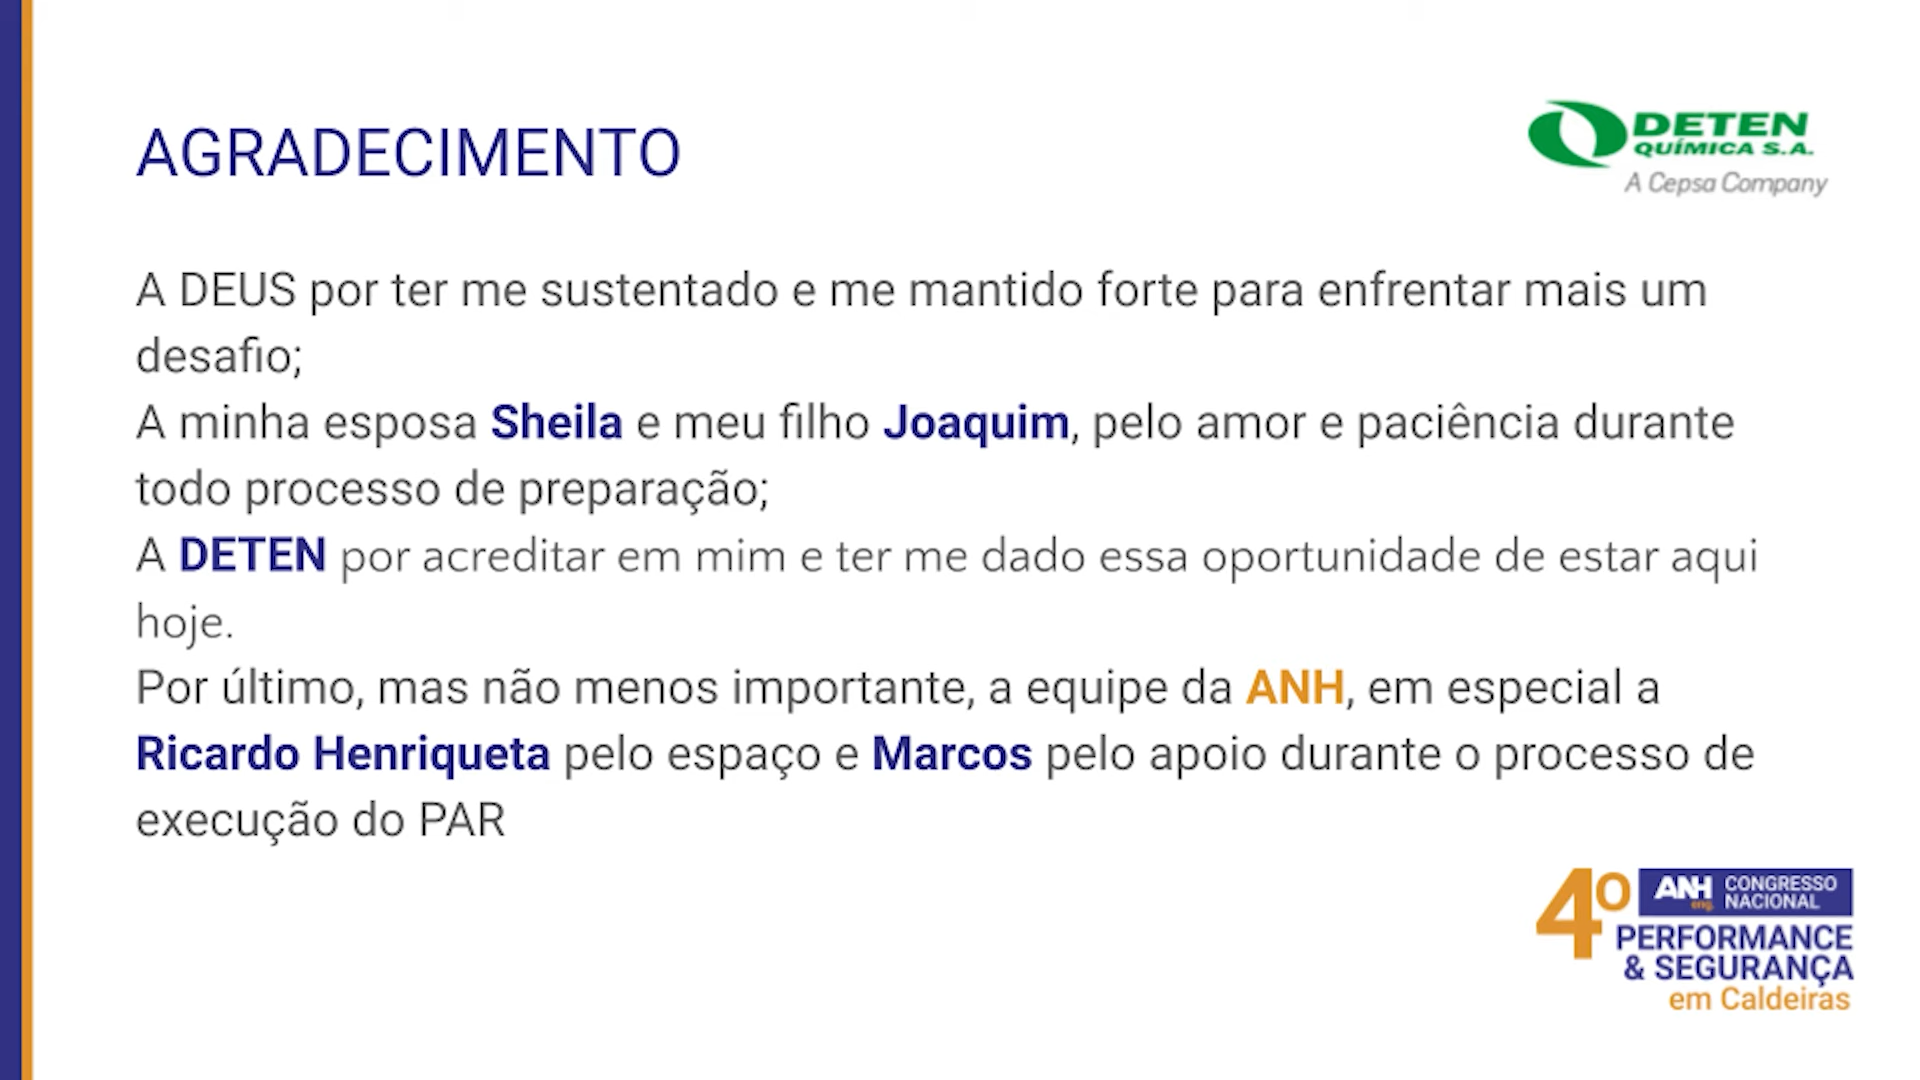 AGRADECIMENTO
DETEN
QUÍMICA S.A.
A Cepsa Company
A DEUS por ter me sustentado e me mantido forte para enfrentar mais um
desafio;
A minha esposa Sheila e meu filho Joaquim, pelo amor e paciência durante
todo processo de preparação;
A DETEN por acreditar em mim e ter me dado essa oportunidade de estar aqui
hoje.
Por último, mas não menos importante, a equipe da ANH, em especial a
Ricardo Henriqueta pelo espaço e Marcos pelo apoio durante o processo de
execução do PAR
4º ANH eng. CONGRESSO
NACIONAL
PERFORMANCE
& SEGURANÇA
em Caldeiras